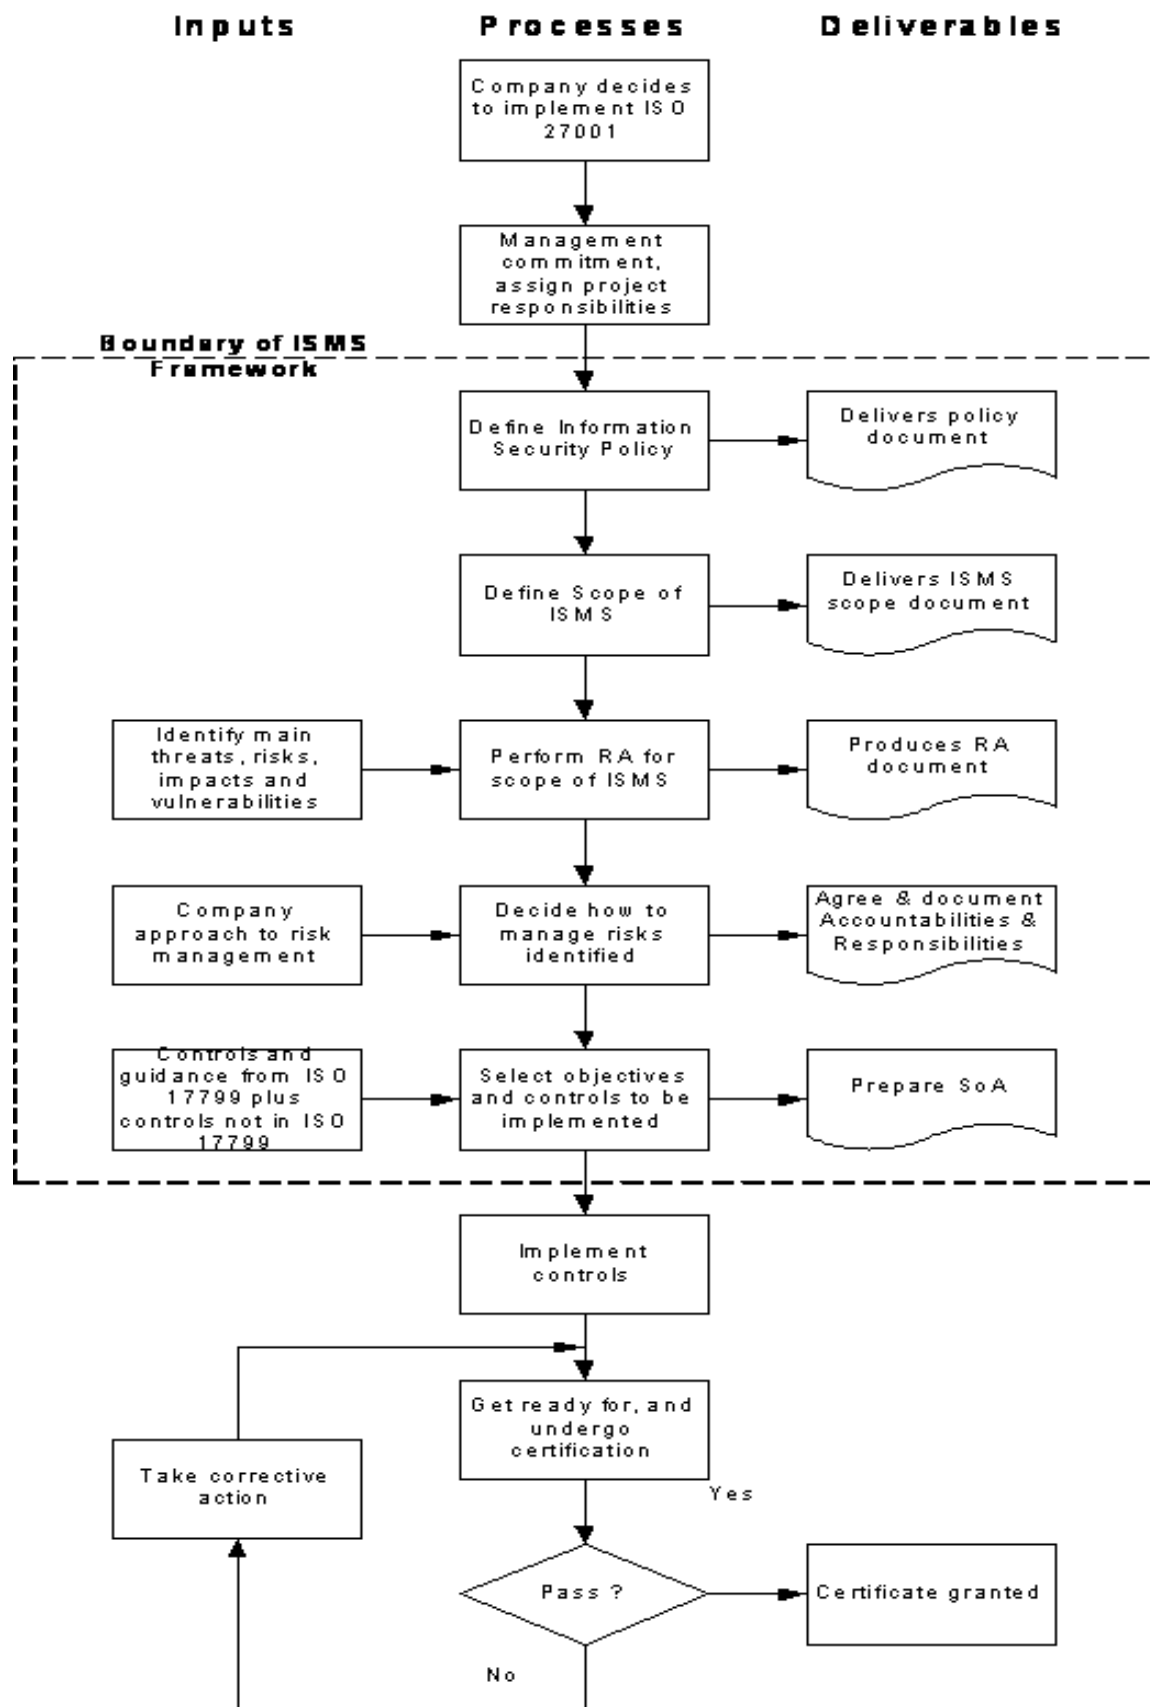 Inputs Processes Deliverables
Company decides
to implement ISO
27001
Management
commitment,
assign project
responsibilities
Boundary of ISMS
Framework
Define Information
Security Policy
Delivers policy
document
Define Scope of
ISMS
Delivers ISMS
scope document
Identify main
threats, risks,
impacts and
vulnerabilities
Perform RA for
scope of ISMS
Produces RA
document
Company
approach to risk
management
Decide how to
manage risks
identified
Agree & document
Accountabilities &
Responsibilities
Controls and
guidance from ISO
17799 plus
controls not in ISO
17799
Select objectives
and controls to be
implemented
Prepare SoA
Implement
controls
Get ready for, and
undergo
certification
Take corrective
action
Yes
Pass ?
Certificate granted
No